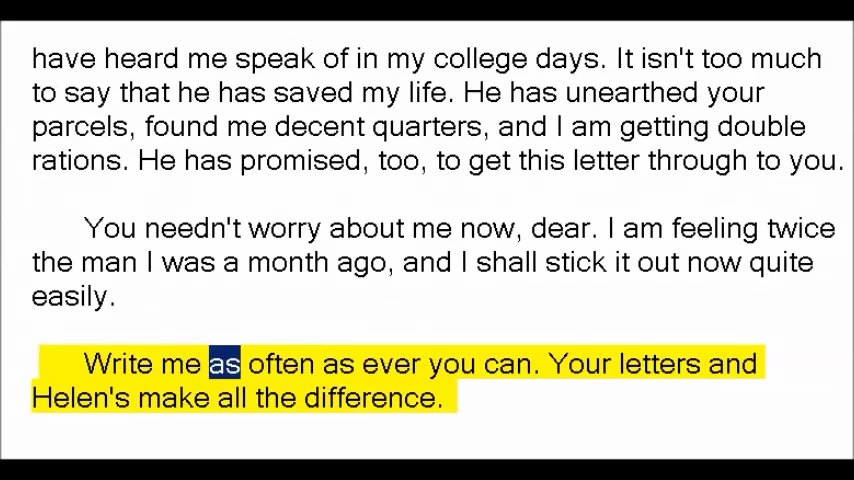 have heard me speak of in my college days. It isn't too much
to say that he has saved my life. He has unearthed your
parcels, found me decent quarters, and I am getting double
rations. He has promised, too, to get this letter through to you.
You needn't worry about me now, dear. I am feeling twice
the man I was a month ago, and I shall stick it out now quite
easily.
Write me as often as ever you can. Your letters and
Helen's make all the difference.